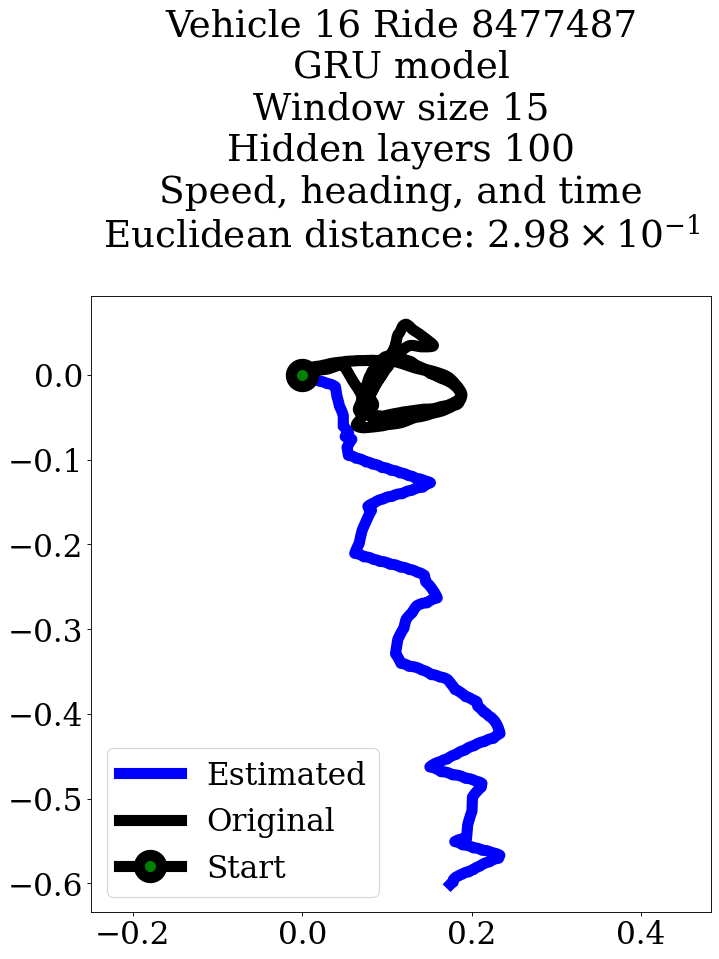 Vehicle 16 Ride 8477487
GRU model
Window size 15
Hidden layers 100
Speed, heading, and time
Euclidean distance: 2.98 × 10⁻¹
0.0
−0.1
−0.2
−0.3
−0.4
−0.5
−0.6
Estimated
Original
Start
−0.2 0.0 0.2 0.4